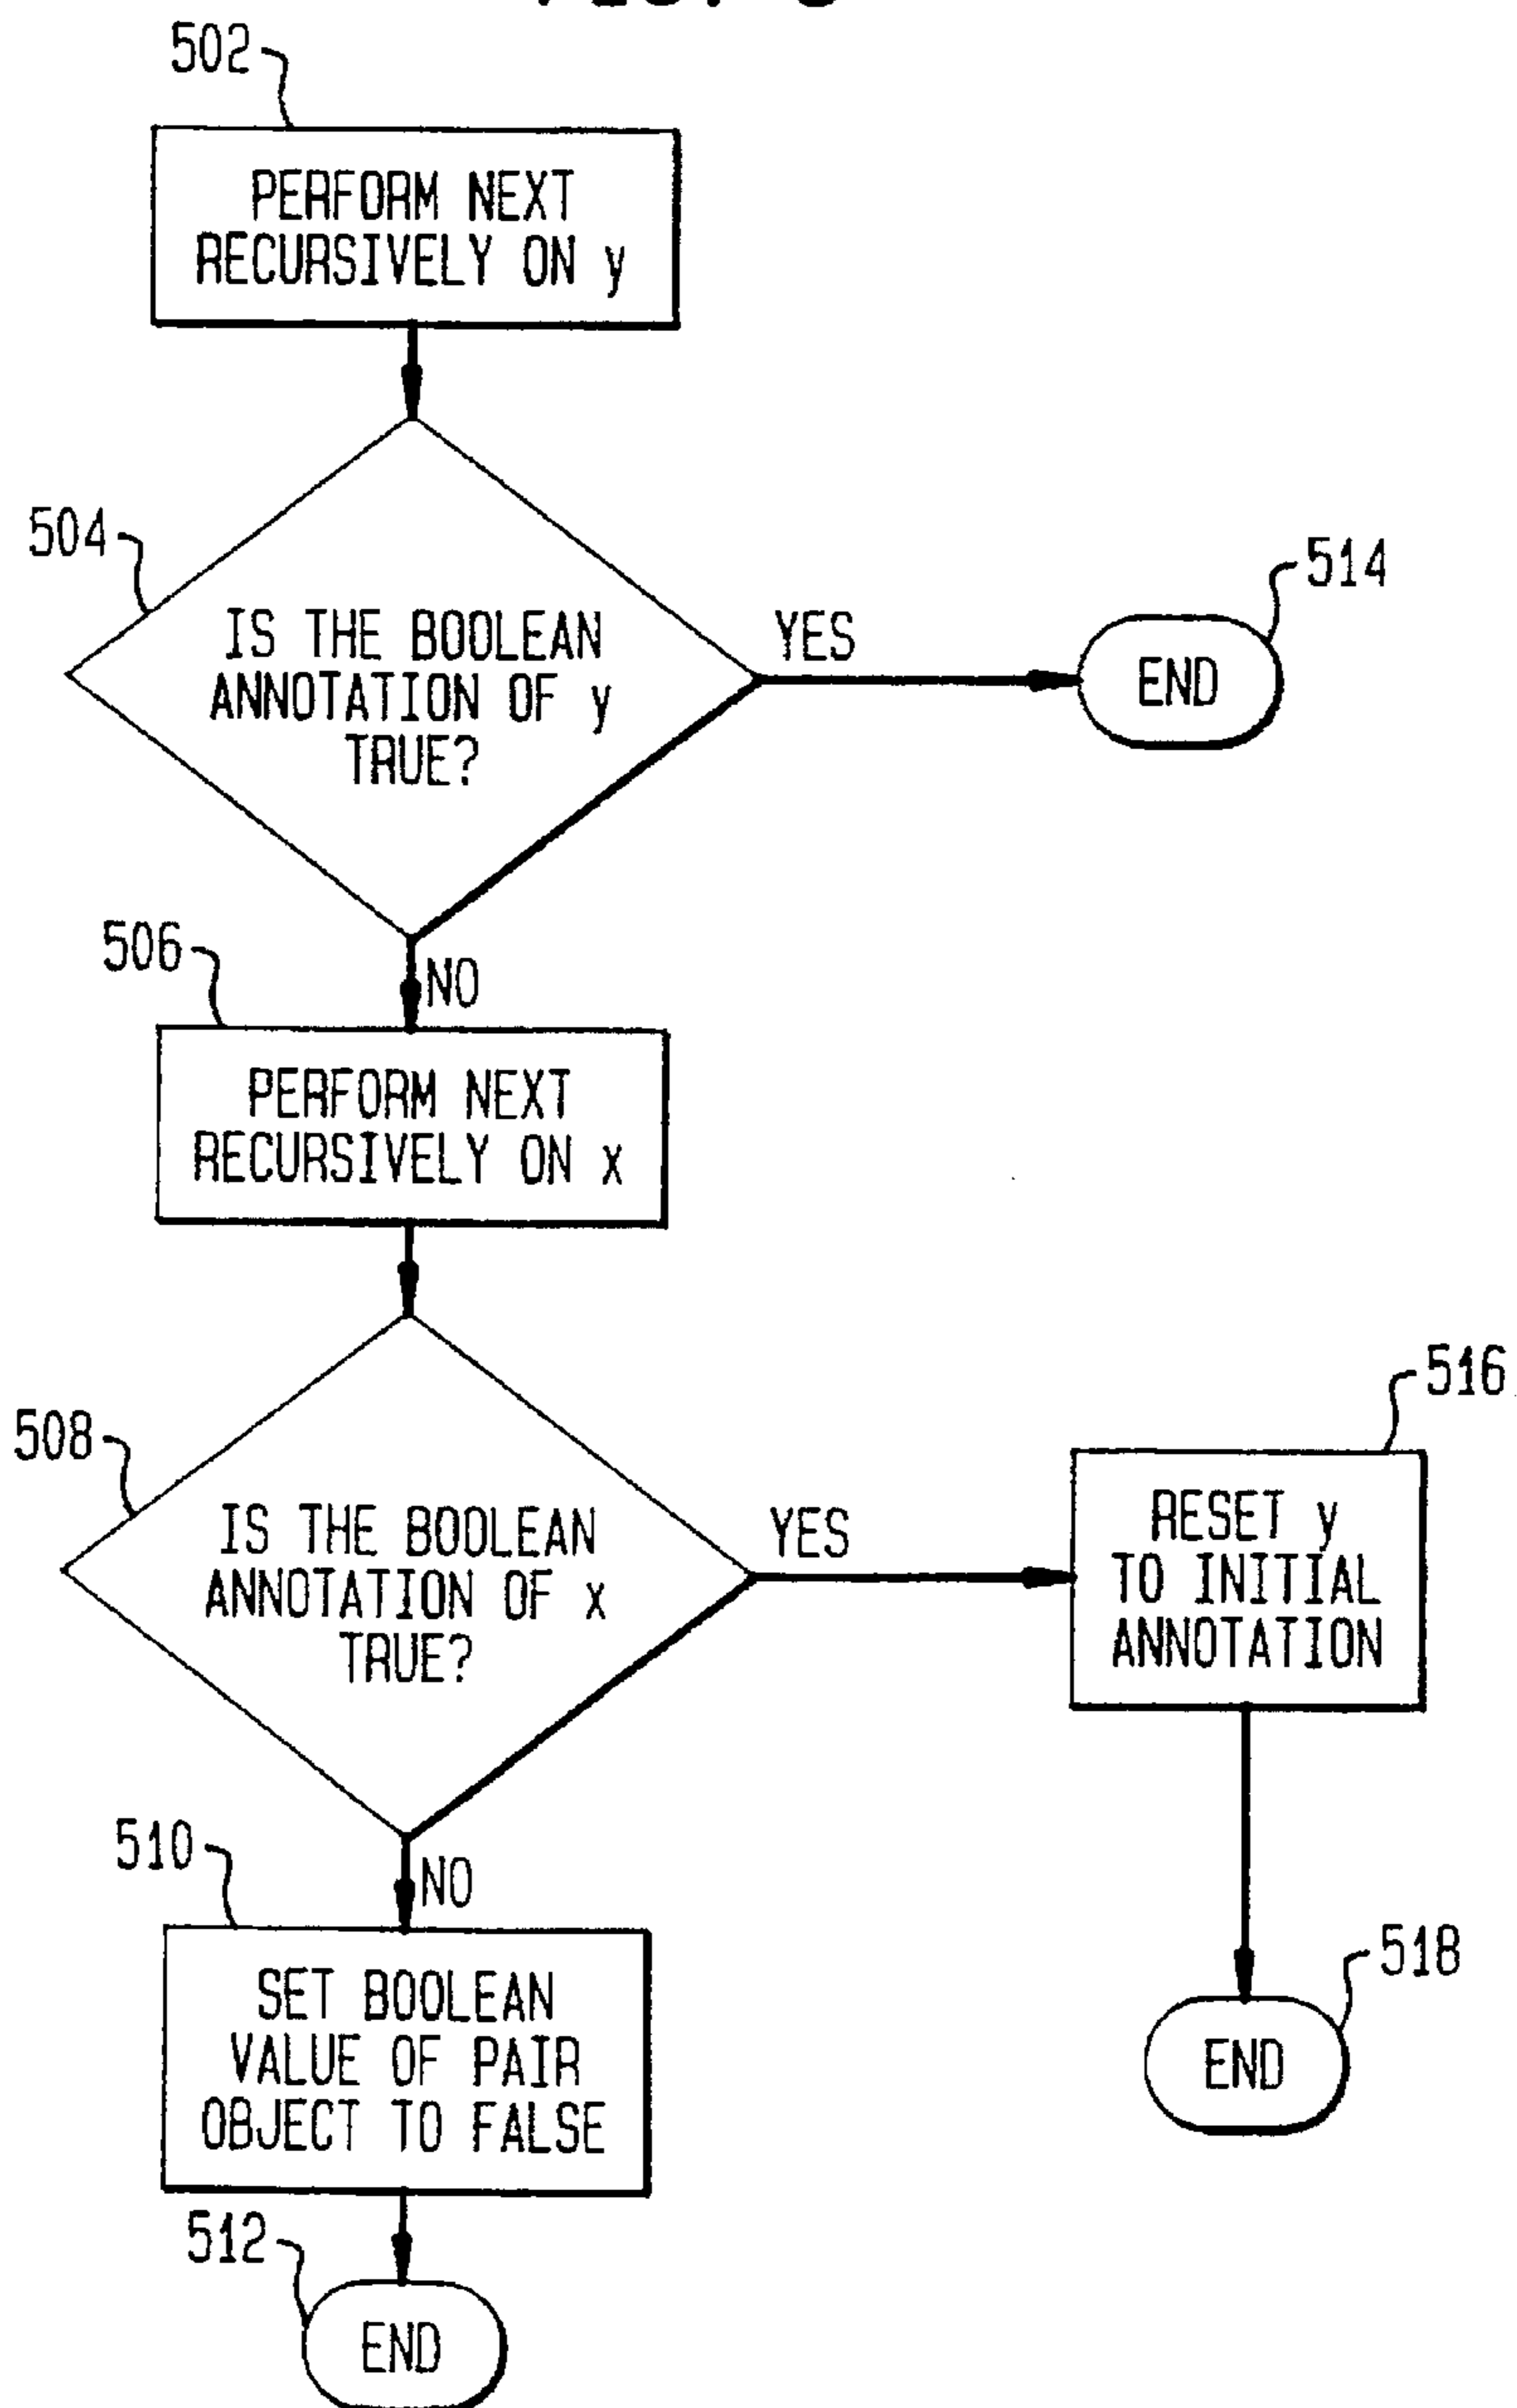 502
PERFORM NEXT
RECURSIVELY ON y
504
IS THE BOOLEAN
ANNOTATION OF y
TRUE?
YES
514
END
NO
506
PERFORM NEXT
RECURSIVELY ON x
508
IS THE BOOLEAN
ANNOTATION OF x
TRUE?
YES
516
RESET y
TO INITIAL
ANNOTATION
518
END
NO
510
SET BOOLEAN
VALUE OF PAIR
OBJECT TO FALSE
512
END